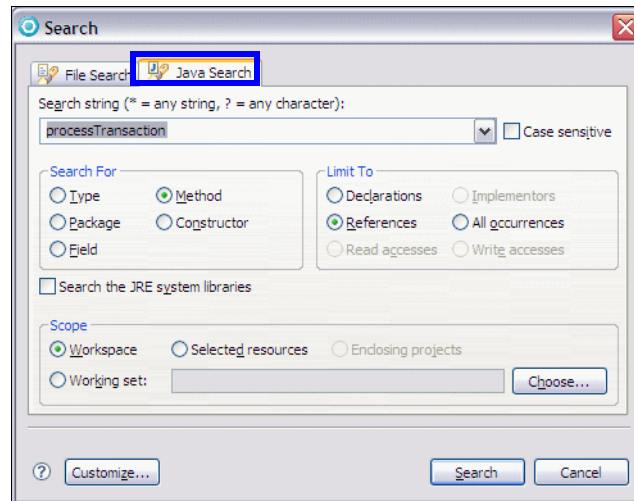 Search
File Search Java Search
Search string (* = any string, ? = any character):
processTransaction
Case sensitive
Search For
Limit To
Type Method Declarations Implementors
Package Constructor References All occurrences
Field Read accesses Write accesses
Search the JRE system libraries
Scope
Workspace Selected resources Enclosing projects
Working set: Choose...
? Customize... Search Cancel